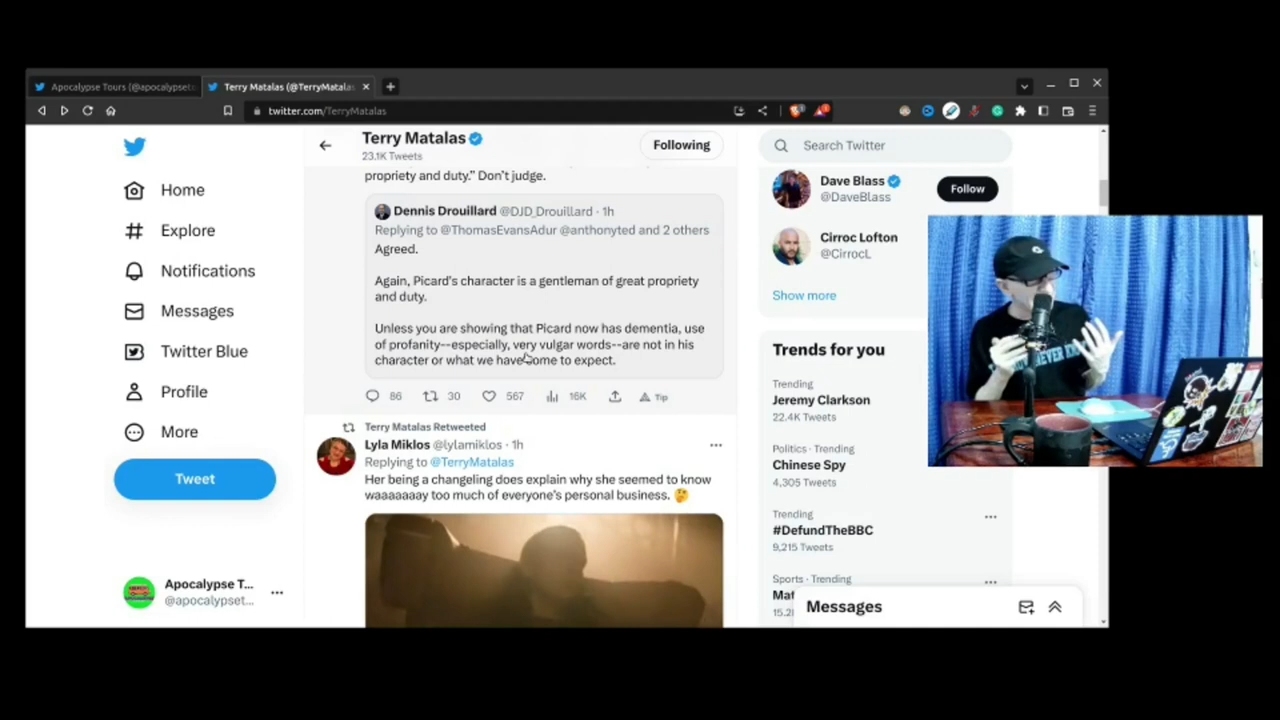 Apocalypse Tours (@apocalypset
Terry Matalas (@TerryMatalas
twitter.com/TerryMatalas
Home
Explore
Notifications
Messages
Twitter Blue
Profile
More
Tweet
Apocalypse T...
@apocalypset...
Terry Matalas
23.1K Tweets
Following
propriety and duty.” Don’t judge.
Dennis Drouillard @DJD_Drouillard · 1h
Replying to @ThomasEvansAdur @anthonyted and 2 others
Agreed.
Again, Picard's character is a gentleman of great propriety
and duty.
Unless you are showing that Picard now has dementia, use
of profanity--especially, very vulgar words--are not in his
character or what we have come to expect.
86 30 567 16K Tip
Terry Matalas Retweeted
Lyla Miklos @lylamiklos · 1h
Replying to @TerryMatalas
Her being a changeling does explain why she seemed to know
waaaaaaay too much of everyone’s personal business. 🤔
Search Twitter
Dave Blass
@DaveBlass
Follow
Cirroc Lofton
@CirrocL
Show more
Trends for you
Trending
Jeremy Clarkson
22.4K Tweets
Politics · Trending
Chinese Spy
4,305 Tweets
Trending
#DefundTheBBC
9,215 Tweets
Sports · Trending
Mat
15.2
Messages